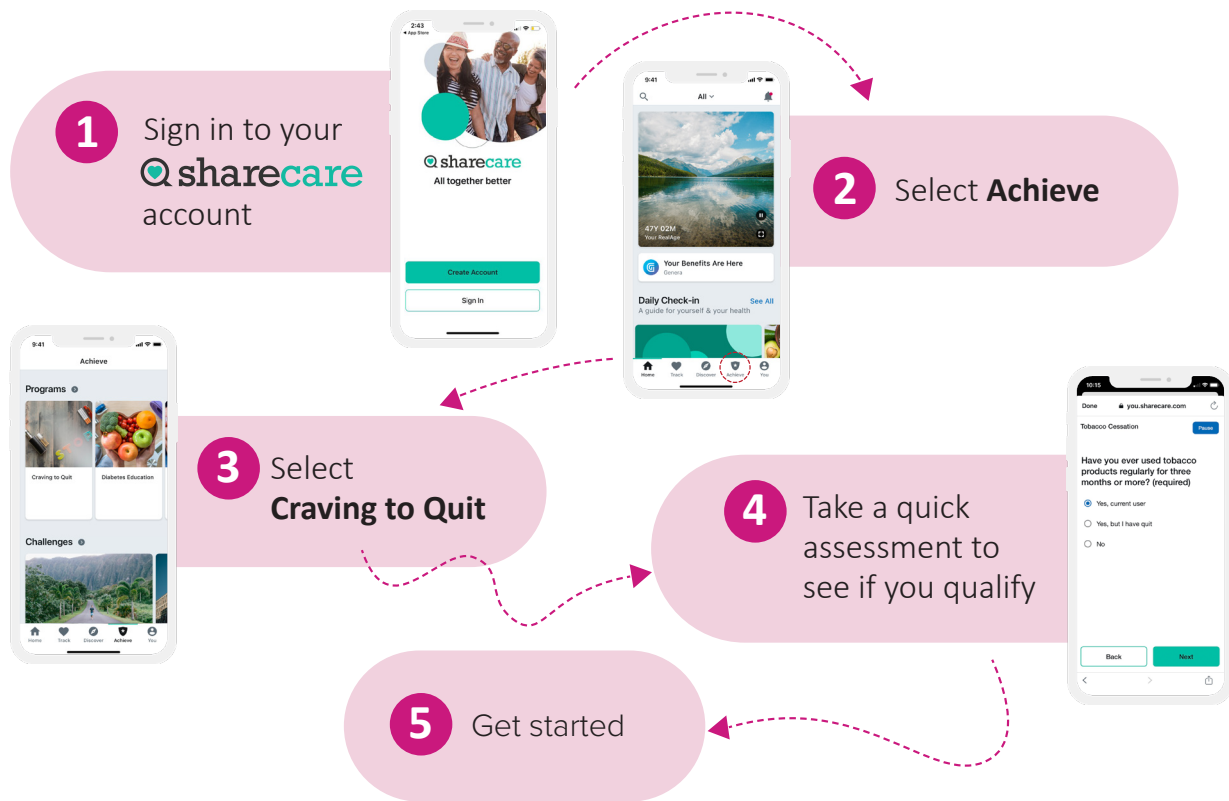 1
Sign in to your
sharecare
account
2:43
App Store
sharecare
All together better
Create Account
Sign In
9:41
All
47Y 02M
Your RealAge
Your Benefits Are Here
Genera
Daily Check-in
See All
A guide for yourself & your health
Home
Track
Discover
Achieve
You
2
Select Achieve
9:41
Achieve
Programs
STOP
Craving to Quit
Diabetes Education
Challenges
Home
Track
Discover
Achieve
You
3
Select
Craving to Quit
4
Take a quick
assessment to
see if you qualify
10:15
Done
you.sharecare.com
Tobacco Cessation
Pause
Have you ever used tobacco
products regularly for three
months or more? (required)
Yes, current user
Yes, but I have quit
No
Back
Next
5
Get started